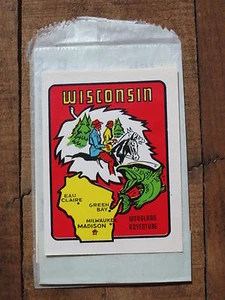 WISCONSIN
EAU
CLAIRE
GREEN
BAY
MILWAUKEE
MADISON
WOODLAND
ADVENTURE